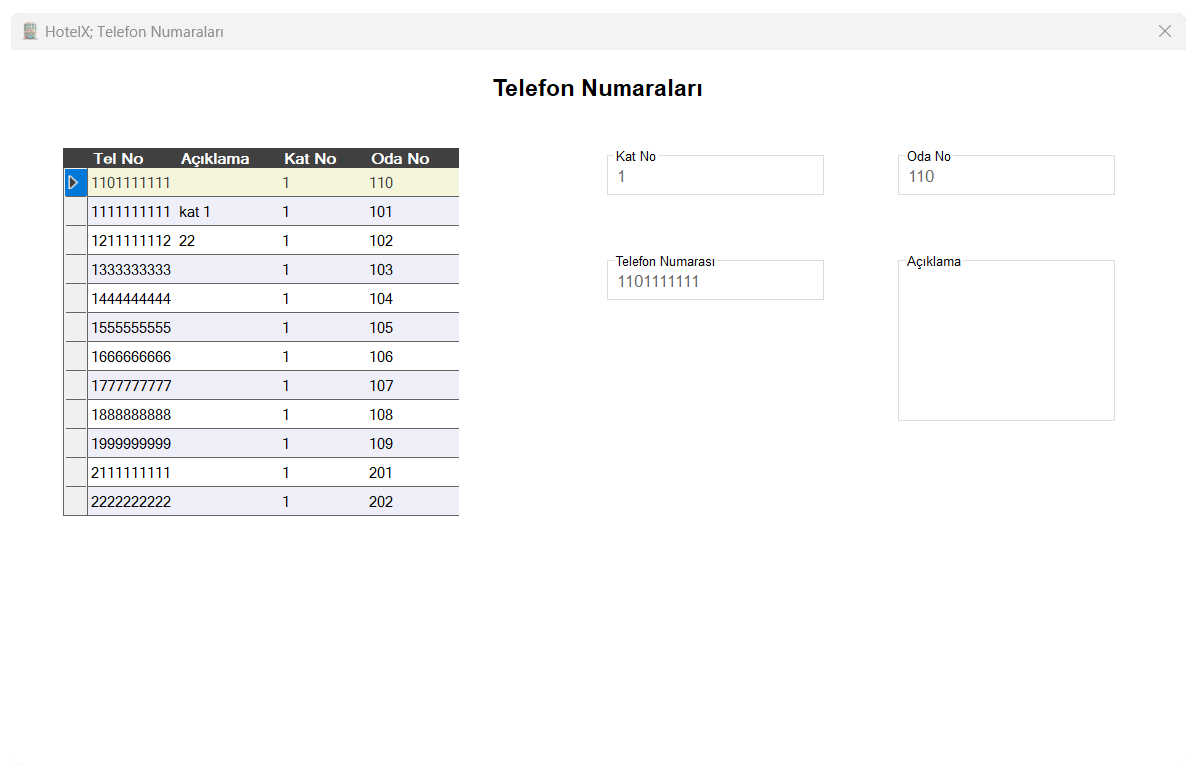 HotelX; Telefon Numaraları
Telefon Numaraları
Tel No Açıklama Kat No Oda No
1101111111 1 110
1111111111 kat 1 1 101
1211111112 22 1 102
1333333333 1 103
1444444444 1 104
1555555555 1 105
1666666666 1 106
1777777777 1 107
1888888888 1 108
1999999999 1 109
2111111111 1 201
2222222222 1 202
Kat No
1
Oda No
110
Telefon Numarası
1101111111
Açıklama